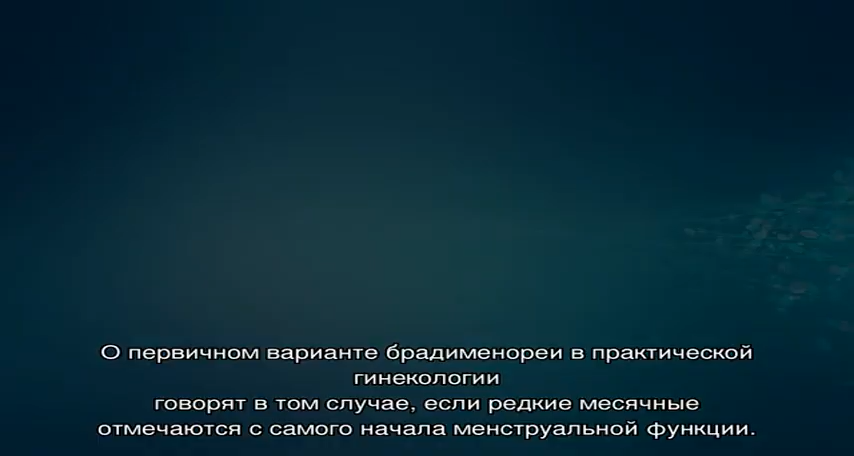 О первичном варианте брадименореи в практической
гинекологии
говорят в том случае, если редкие месячные
отмечаются с самого начала менструальной функции.